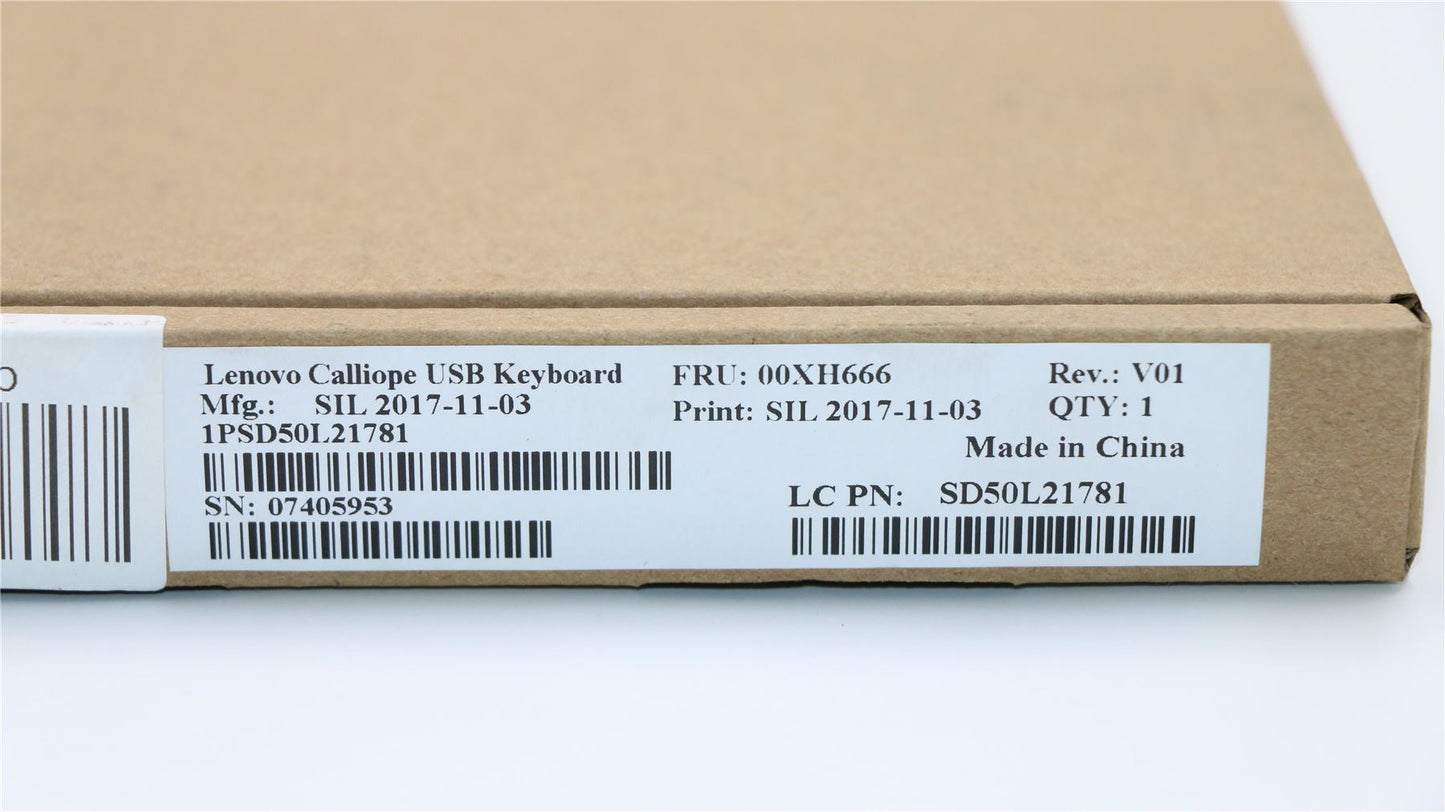 Lenovo Calliope USB Keyboard FRU: 00XH666 Rev.: V01
Mfg.: SIL 2017-11-03 Print: SIL 2017-11-03 QTY: 1
1PSD50L21781 Made in China
SN: 07405953 LC PN: SD50L21781